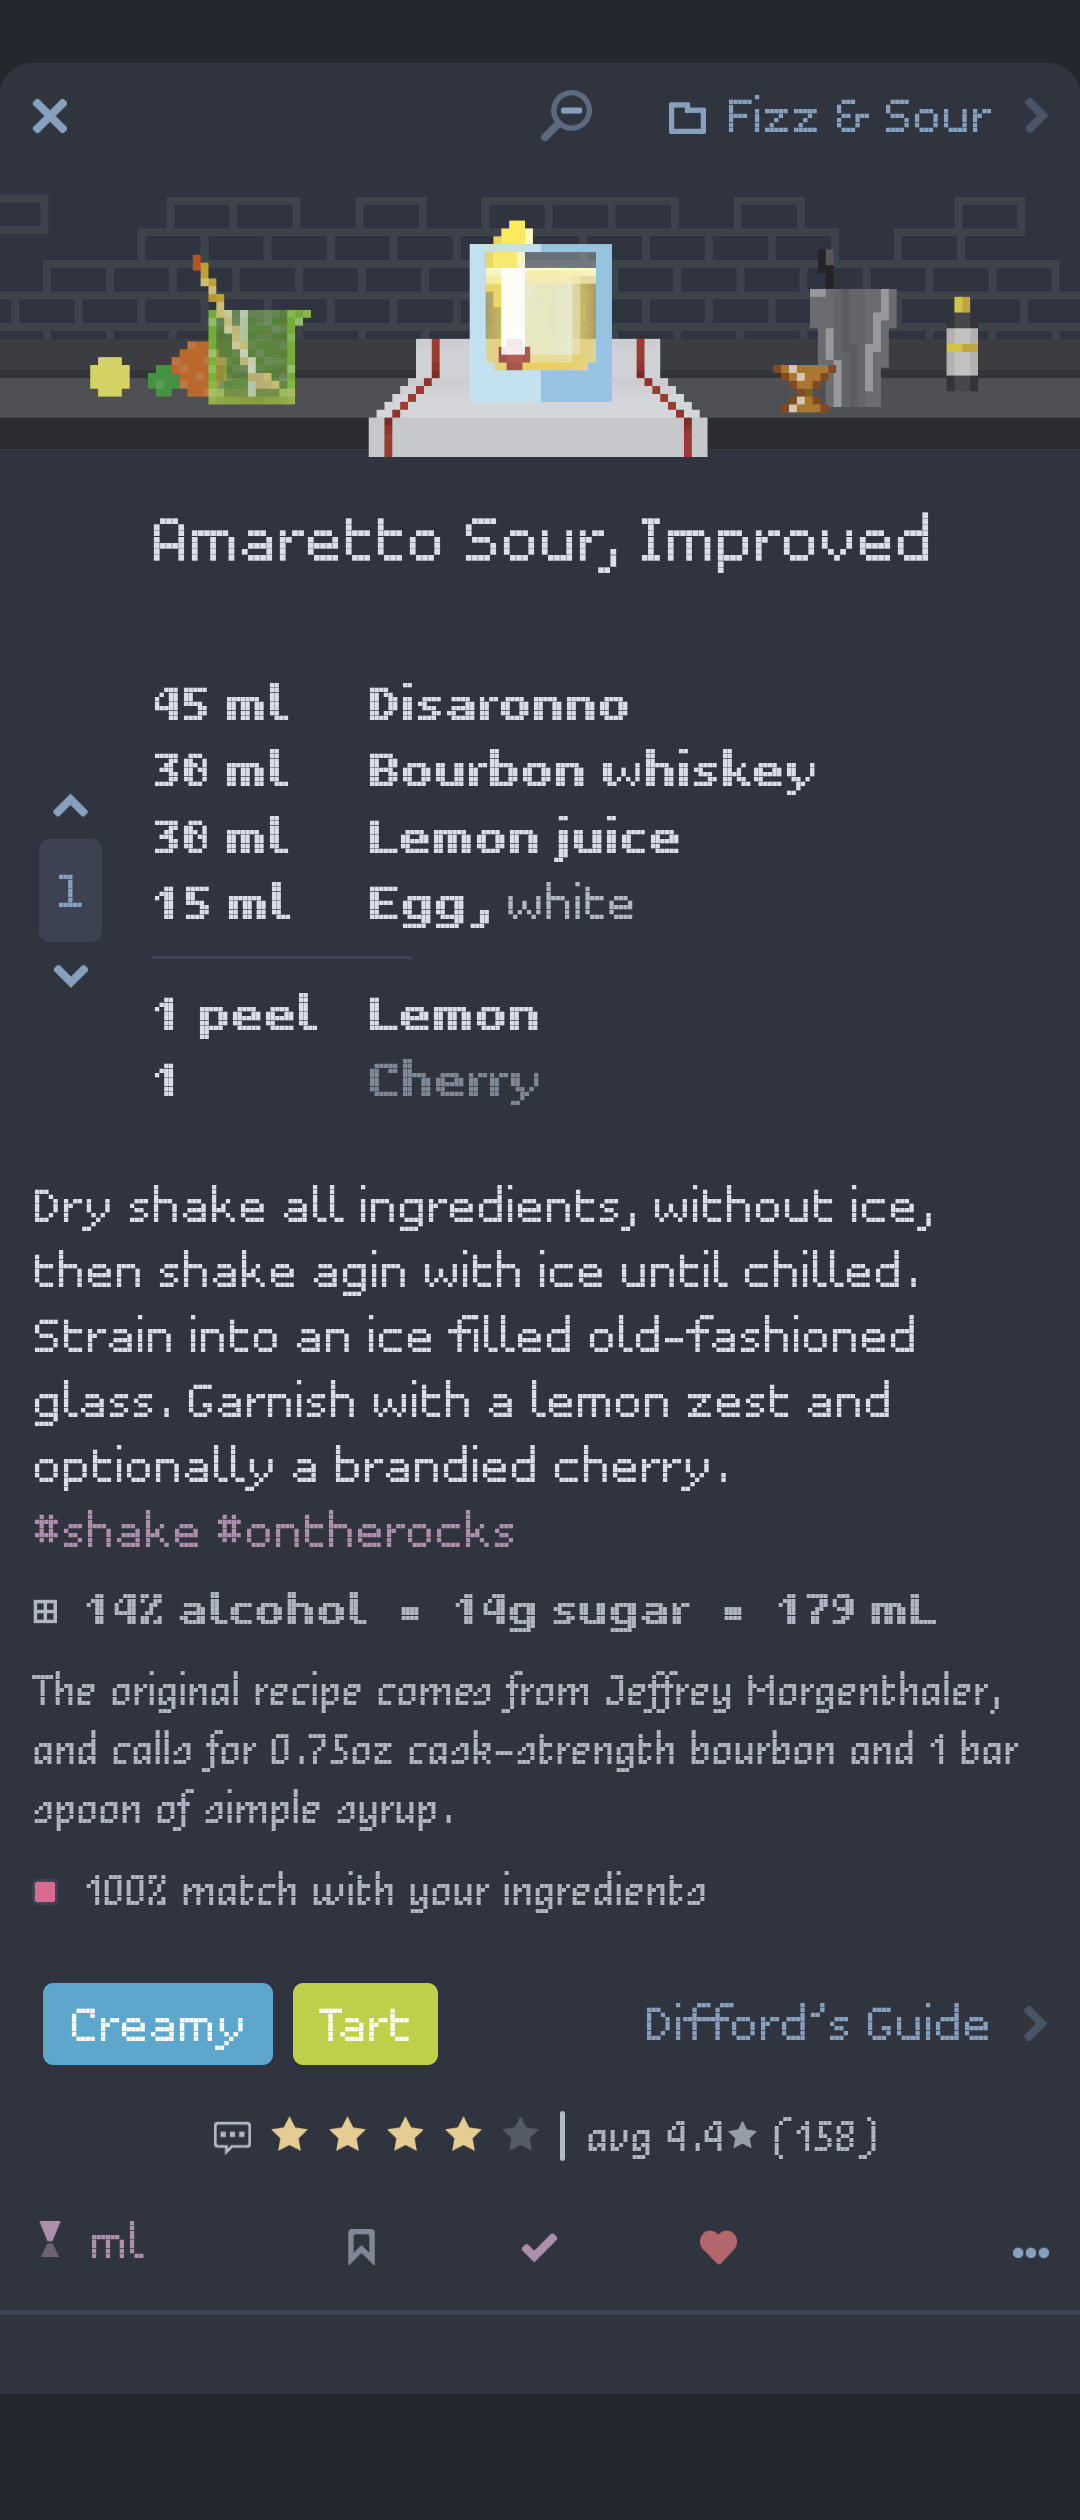 Fizz & Sour
Amaretto Sour, Improved
45 ml Disaronno
30 ml Bourbon whiskey
30 ml Lemon juice
15 ml Egg, white
1
1 peel Lemon
1 Cherry
Dry shake all ingredients, without ice,
then shake agin with ice until chilled.
Strain into an ice filled old-fashioned
glass. Garnish with a lemon zest and
optionally a brandied cherry.
#shake #ontherocks
14% alcohol - 14g sugar - 179 mL
The original recipe comes from Jeffrey Morgenthaler,
and calls for 0.75oz cask-strength bourbon and 1 bar
spoon of simple syrup.
100% match with your ingredients
Creamy Tart Difford's Guide
avg 4.4★ (158)
ml